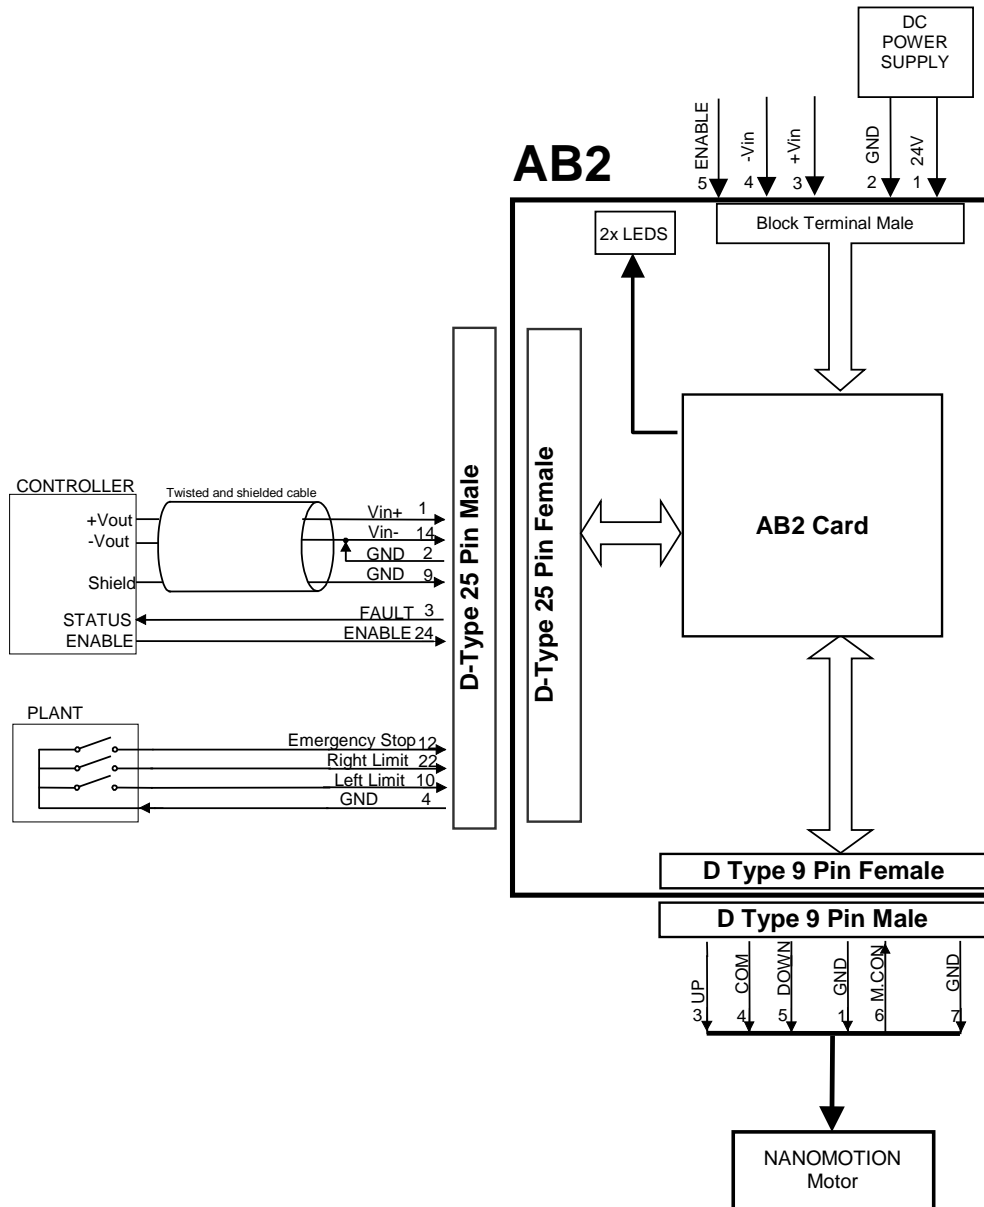 DC
POWER
SUPPLY
ENABLE
-Vin
+Vin
GND
24V
5
4
3
2
1
AB2
Block Terminal Male
2x LEDS
D-Type 25 Pin Male
D-Type 25 Pin Female
AB2 Card
CONTROLLER
Twisted and shielded cable
+Vout
Vin+ 1
-Vout
Vin- 14
GND 2
Shield
GND 9
STATUS
FAULT 3
ENABLE
ENABLE 24
PLANT
Emergency Stop 12
Right Limit 22
Left Limit 10
GND 4
D Type 9 Pin Female
D Type 9 Pin Male
UP
COM
DOWN
GND
M.CON
GND
3
4
5
1
6
7
NANOMOTION
Motor